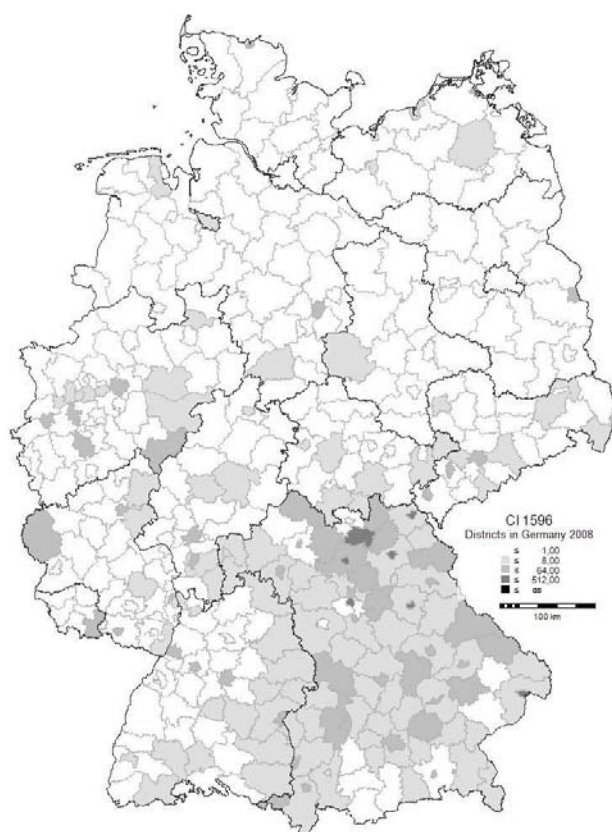 CI 1596
Districts in Germany 2008
≤ 1,00
≤ 8,00
≤ 64,00
≤ 512,00
≤ ∞
100 km